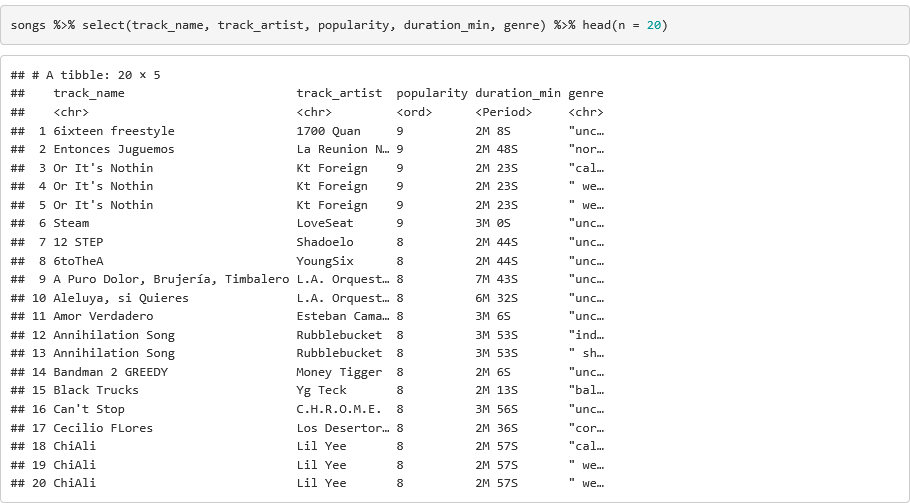 songs %>% select(track_name, track_artist, popularity, duration_min, genre) %>% head(n = 20)
## # A tibble: 20 × 5
##    track_name                       track_artist  popularity duration_min genre
##    <chr>                            <chr>         <ord>      <Period>     <chr>
##  1 6ixteen freestyle                1700 Quan     9          2M 8S        "unc…
##  2 Entonces Juguemos                La Reunion N… 9          2M 48S       "nor…
##  3 Or It's Nothin                   Kt Foreign    9          2M 23S       "cal…
##  4 Or It's Nothin                   Kt Foreign    9          2M 23S       " we…
##  5 Or It's Nothin                   Kt Foreign    9          2M 23S       " we…
##  6 Steam                            LoveSeat      9          3M 0S        "unc…
##  7 12 STEP                          Shadoelo      8          2M 44S       "unc…
##  8 6toTheA                          YoungSix      8          2M 44S       "unc…
##  9 A Puro Dolor, Brujería, Timbalero L.A. Orquest… 8          7M 43S       "unc…
## 10 Aleluya, si Quieres              L.A. Orquest… 8          6M 32S       "unc…
## 11 Amor Verdadero                   Esteban Cama… 8          3M 6S        "unc…
## 12 Annihilation Song                Rubblebucket  8          3M 53S       "ind…
## 13 Annihilation Song                Rubblebucket  8          3M 53S       " sh…
## 14 Bandman 2 GREEDY                 Money Tigger  8          2M 6S        "unc…
## 15 Black Trucks                     Yg Teck       8          2M 13S       "bal…
## 16 Can't Stop                       C.H.R.O.M.E.  8          3M 56S       "unc…
## 17 Cecilio FLores                   Los Desertor… 8          2M 36S       "cor…
## 18 ChiAli                           Lil Yee       8          2M 57S       "cal…
## 19 ChiAli                           Lil Yee       8          2M 57S       " we…
## 20 ChiAli                           Lil Yee       8          2M 57S       " we…